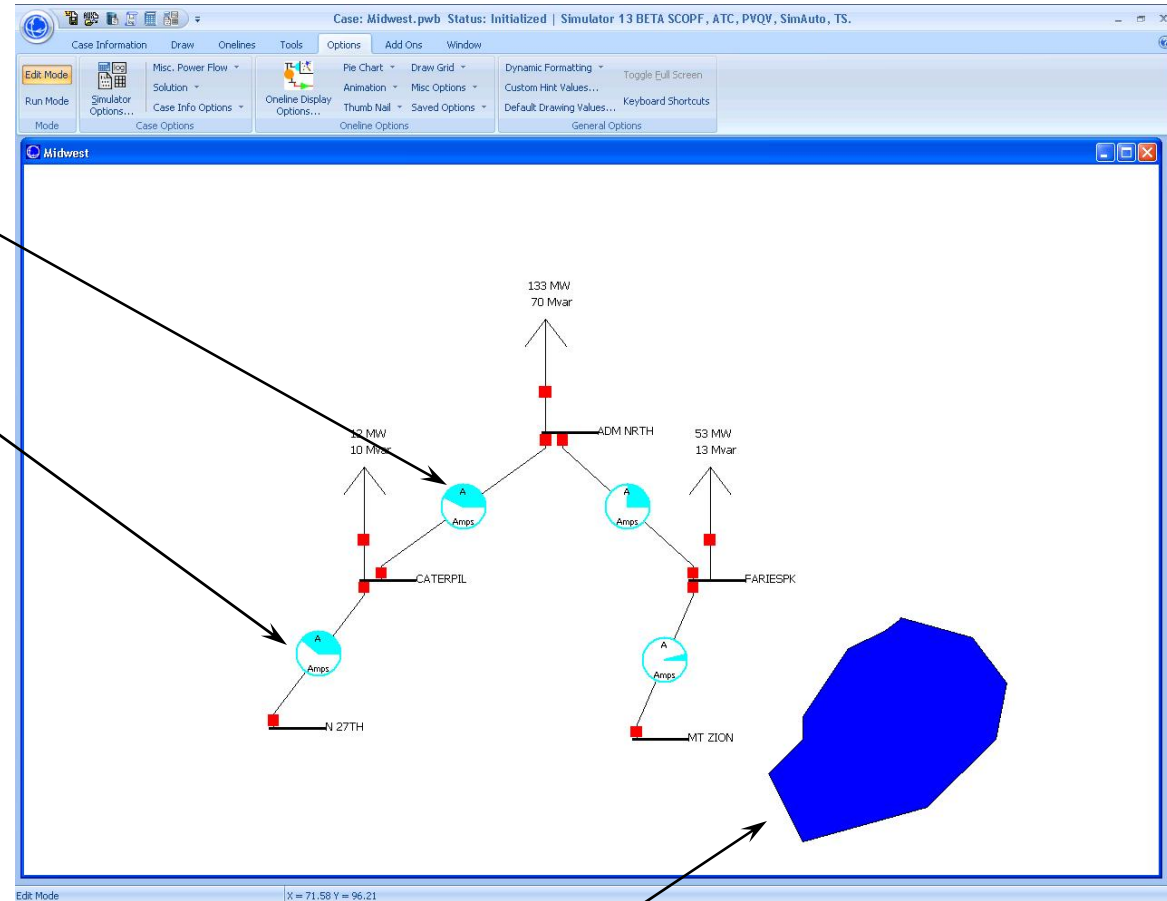 Case: Midwest.pwb Status: Initialized | Simulator 13 BETA SCOPF, ATC, PVQV, SimAuto, TS.
Case Information Draw Onelines Tools Options Add Ons Window
Edit Mode
Run Mode
Mode
Simulator
Options...
Misc. Power Flow
Solution
Case Info Options
Case Options
Oneline Display
Options...
Pie Chart
Animation
Thumb Nail
Draw Grid
Misc Options
Saved Options
Oneline Options
Dynamic Formatting
Custom Hint Values...
Default Drawing Values...
Toggle Full Screen
Keyboard Shortcuts
General Options
Midwest
133 MW
70 Mvar
ADM NRTH
12 MW
10 Mvar
53 MW
13 Mvar
A
Amps
A
Amps
CATERPIL
FARIESPK
A
Amps
A
Amps
N 27TH
MT ZION
Edit Mode
X = 71.58 Y = 96.21